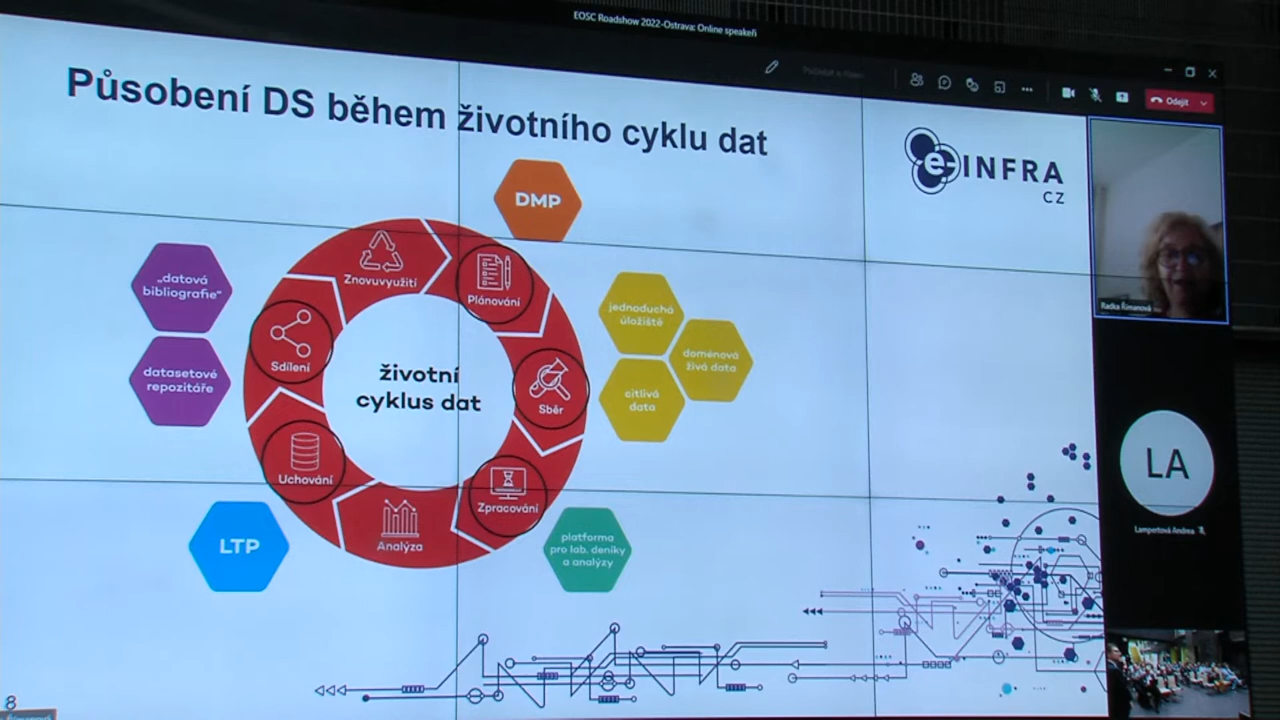 EOSC Roadshow 2022-Ostrava: Online speakeři
Odejít
Působení DS během životního cyklu dat
e-INFRA
CZ
DMP
Znovuvyužití
Plánování
„datová
bibliografie“
jednoduchá
úložiště
doménová
živá data
Sdílení
životní
cyklus dat
Sběr
datasetové
repozitáře
citlivá
data
Uchování
Zpracování
Analýza
LTP
platforma
pro lab. deníky
a analýzy
Radka Římanová
LA
Lampertová Andrea
8